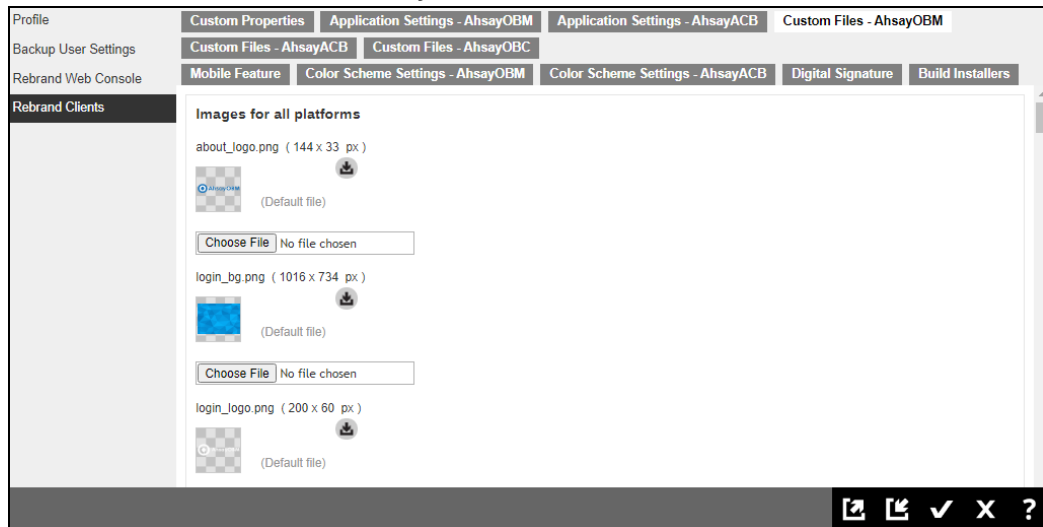 Profile
Backup User Settings
Rebrand Web Console
Rebrand Clients
Custom Properties Application Settings - AhsayOBM Application Settings - AhsayACB Custom Files - AhsayOBM
Custom Files - AhsayACB Custom Files - AhsayOBC
Mobile Feature Color Scheme Settings - AhsayOBM Color Scheme Settings - AhsayACB Digital Signature Build Installers
Images for all platforms
about_logo.png ( 144 x 33 px )
AhsayOBM
(Default file)
Choose File No file chosen
login_bg.png ( 1016 x 734 px )
(Default file)
Choose File No file chosen
login_logo.png ( 200 x 60 px )
(Default file)
?